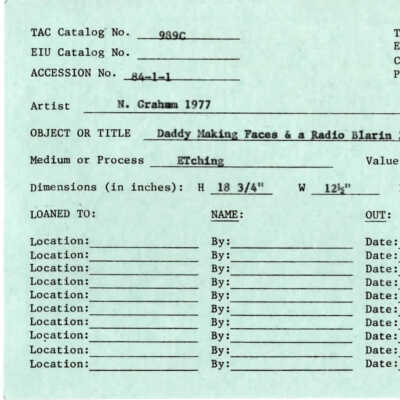 TAC Catalog No. 989C T
EIU Catalog No. E
C
ACCESSION No. 84-1-1 P
Artist N. Graham 1977
OBJECT OR TITLE Daddy Making Faces & a Radio Blarin
Medium or Process ETching Value
Dimensions (in inches): H 18 3/4" W 12½"
LOANED TO: NAME: OUT:
Location: By: Date:
Location: By: Date:
Location: By: Date:
Location: By: Date:
Location: By: Date:
Location: By: Date:
Location: By: Date:
Location: By: Date:
Location: By: Date:
Location: By: Date: